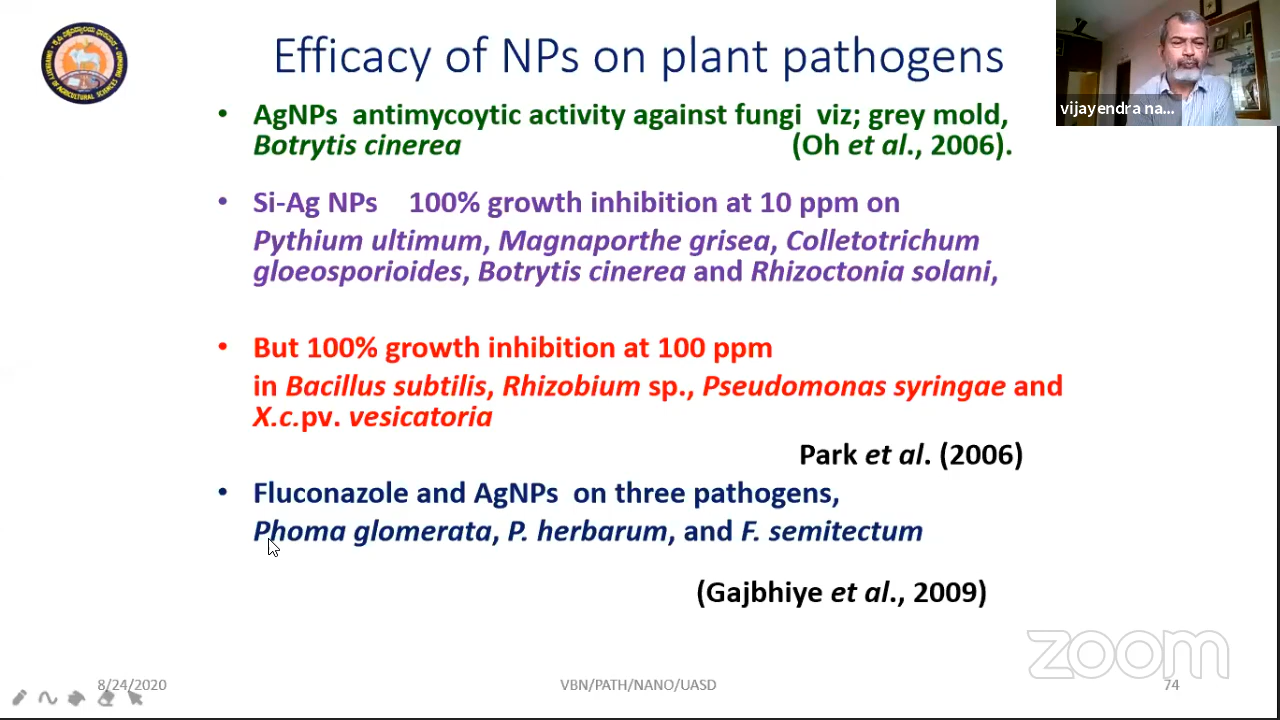 Efficacy of NPs on plant pathogens
• AgNPs antimycoytic activity against fungi viz; grey mold,
Botrytis cinerea (Oh et al., 2006).
• Si-Ag NPs 100% growth inhibition at 10 ppm on
Pythium ultimum, Magnaporthe grisea, Colletotrichum
gloeosporioides, Botrytis cinerea and Rhizoctonia solani,
• But 100% growth inhibition at 100 ppm
in Bacillus subtilis, Rhizobium sp., Pseudomonas syringae and
X.c.pv. vesicatoria
Park et al. (2006)
• Fluconazole and AgNPs on three pathogens,
Phoma glomerata, P. herbarum, and F. semitectum
(Gajbhiye et al., 2009)
vijayendra na...
zoom
8/24/2020
VBN/PATH/NANO/UASD
74